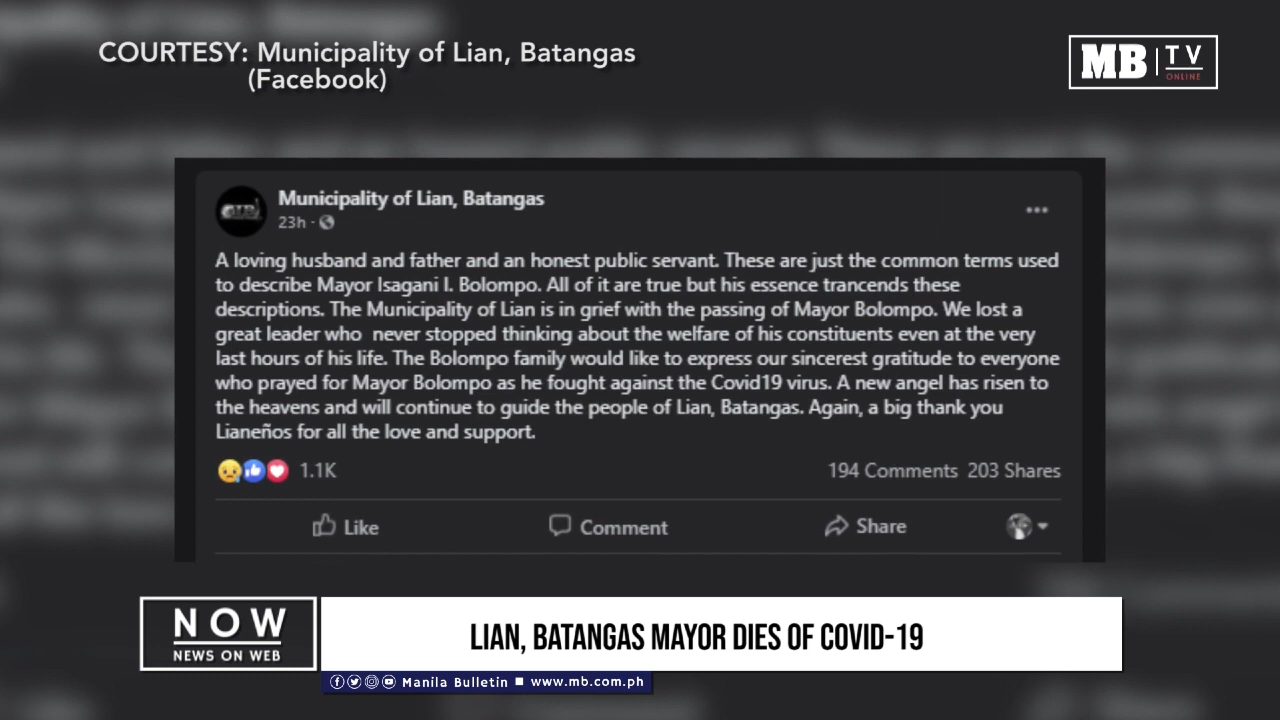 COURTESY: Municipality of Lian, Batangas
(Facebook)
MB TV
ONLINE
Municipality of Lian, Batangas
23h ·
A loving husband and father and an honest public servant. These are just the common terms used
to describe Mayor Isagani I. Bolompo. All of it are true but his essence trancends these
descriptions. The Municipality of Lian is in grief with the passing of Mayor Bolompo. We lost a
great leader who never stopped thinking about the welfare of his constituents even at the very
last hours of his life. The Bolompo family would like to express our sincerest gratitude to everyone
who prayed for Mayor Bolompo as he fought against the Covid19 virus. A new angel has risen to
the heavens and will continue to guide the people of Lian, Batangas. Again, a big thank you
Lianeños for all the love and support.
1.1K
194 Comments 203 Shares
Like Comment Share
NOW
NEWS ON WEB
LIAN, BATANGAS MAYOR DIES OF COVID-19
Manila Bulletin ■ www.mb.com.ph